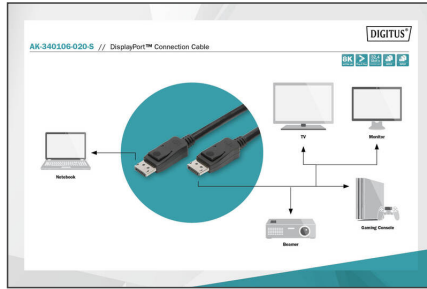 DIGITUS®
AK-340106-020-S // DisplayPort™ Connection Cable
8K
TV
Monitor
Notebook
Gaming Console
Beamer